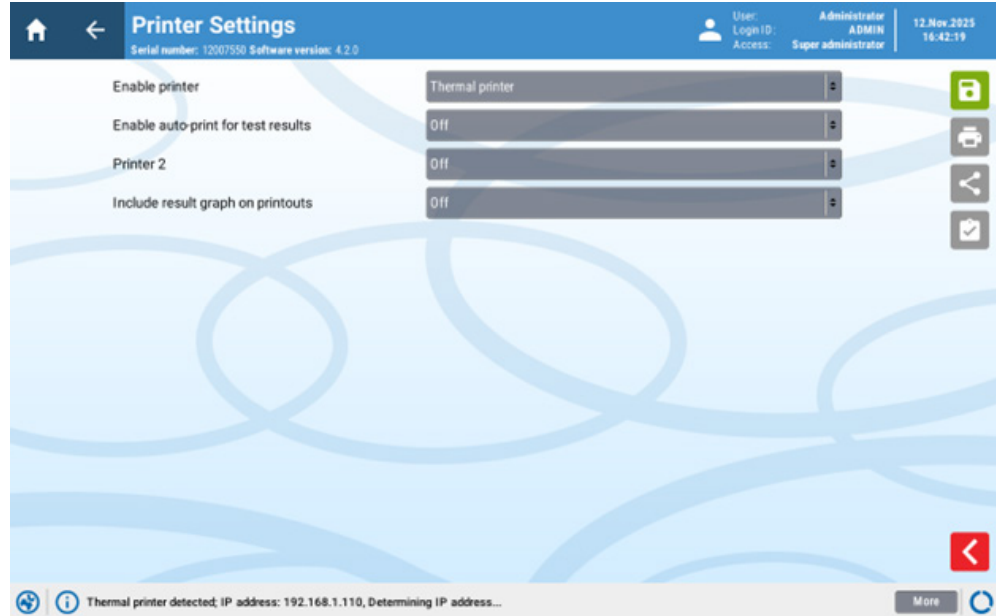 Printer Settings
Serial number: 12007550 Software version: 4.2.0
User: Administrator
Login ID: ADMIN
Access: Super administrator
12.Nov.2025
16:42:19
Enable printer
Thermal printer
Enable auto-print for test results
Off
Printer 2
Off
Include result graph on printouts
Off
Thermal printer detected; IP address: 192.168.1.110, Determining IP address...
More